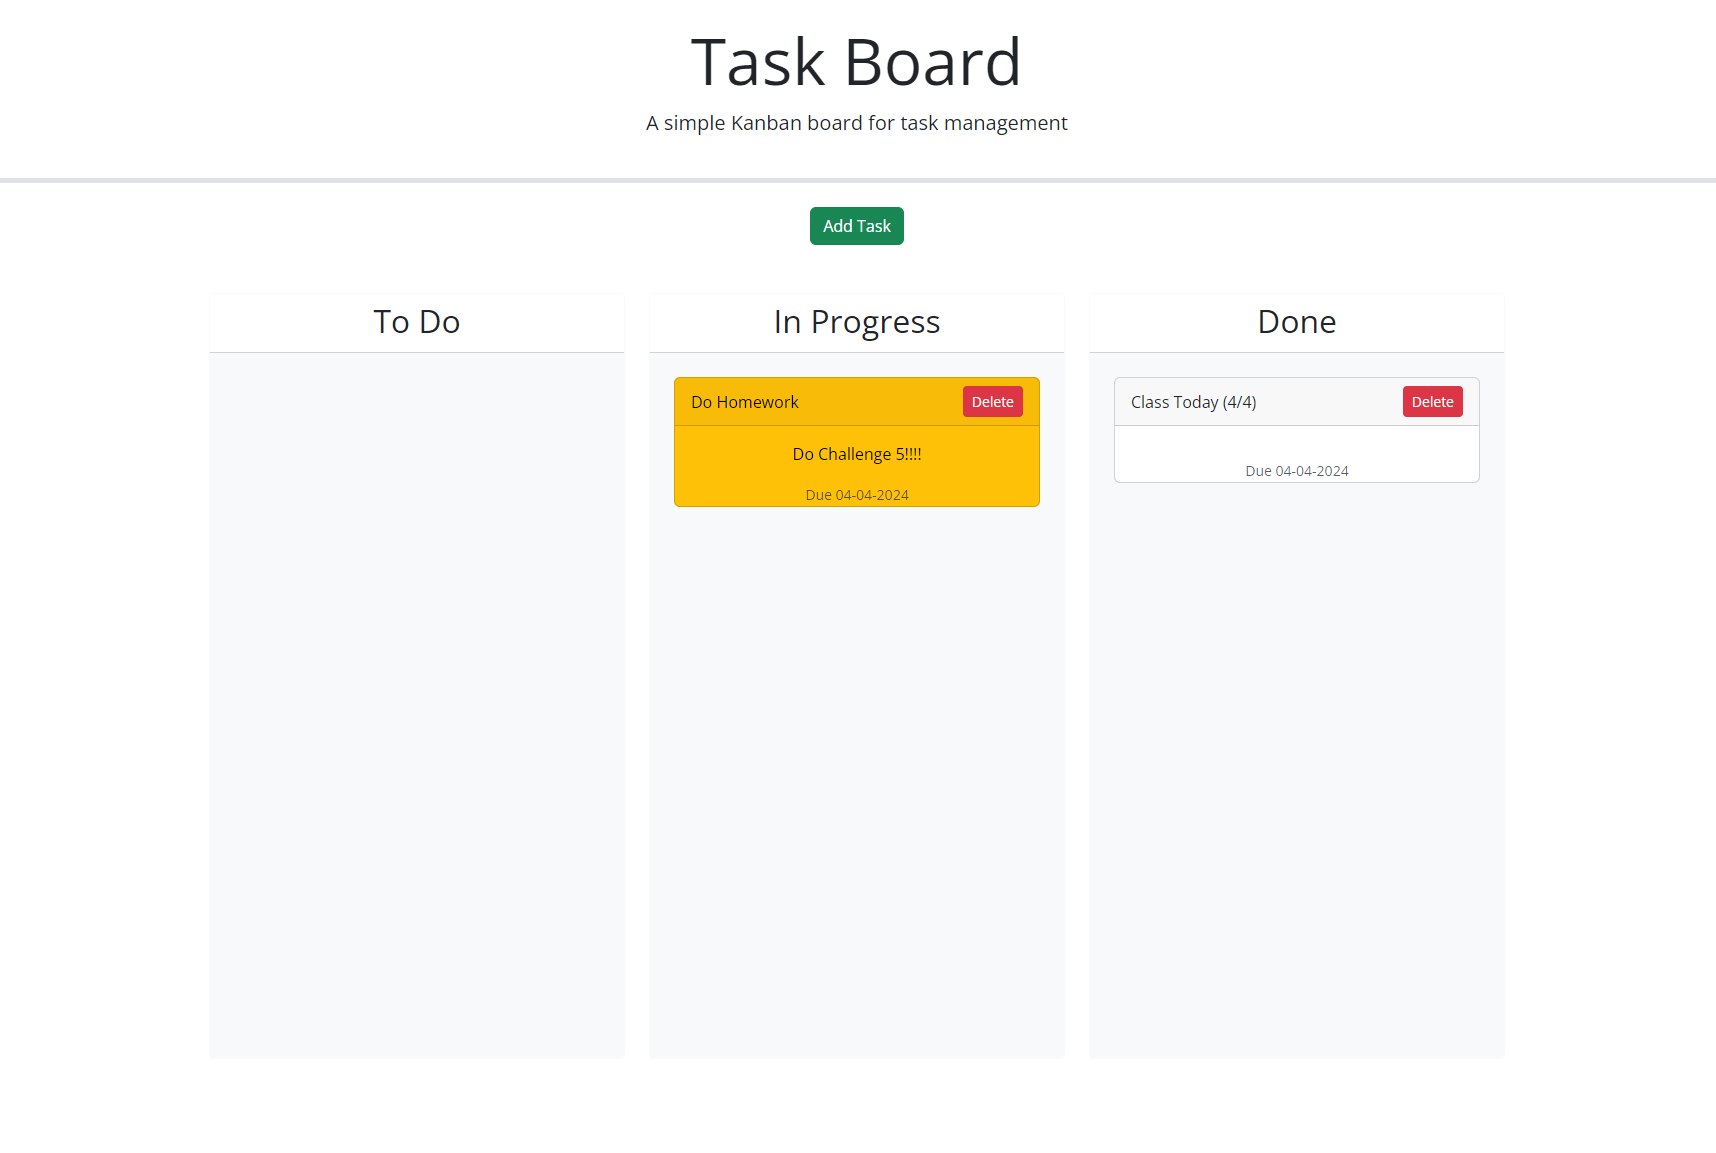 Task Board
A simple Kanban board for task management
Add Task
To Do
In Progress
Do Homework
Delete
Do Challenge 5!!!!
Due 04-04-2024
Done
Class Today (4/4)
Delete
Due 04-04-2024